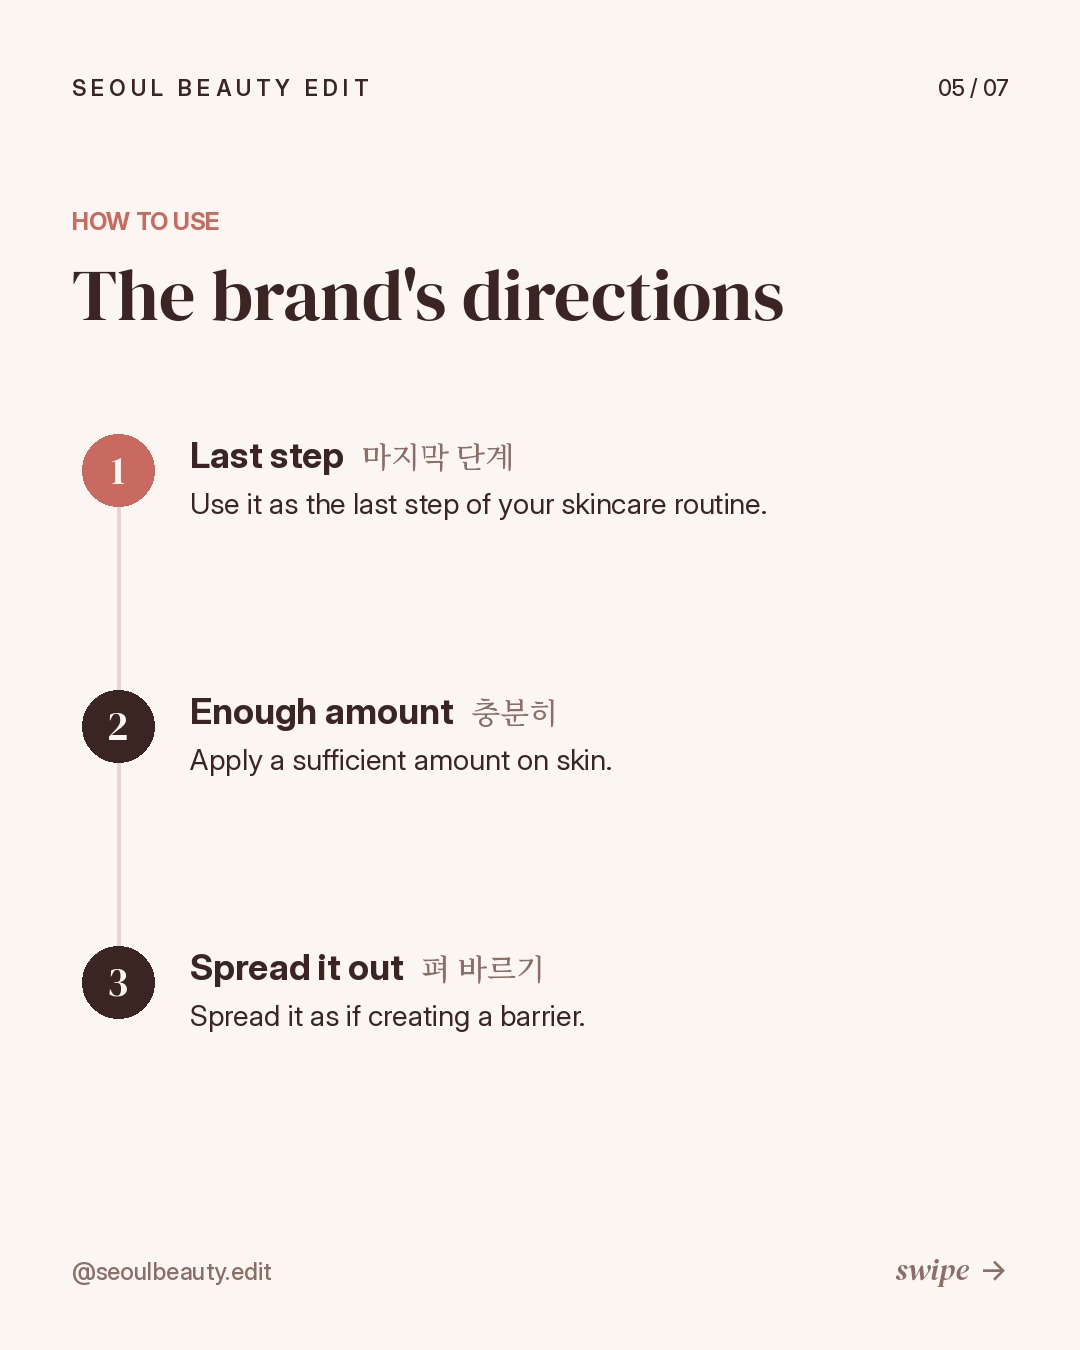 SEOUL BEAUTY EDIT
05 / 07
HOW TO USE
The brand's directions
1
Last step 마지막 단계
Use it as the last step of your skincare routine.
2
Enough amount 충분히
Apply a sufficient amount on skin.
3
Spread it out 펴 바르기
Spread it as if creating a barrier.
@seoulbeauty.edit
swipe →